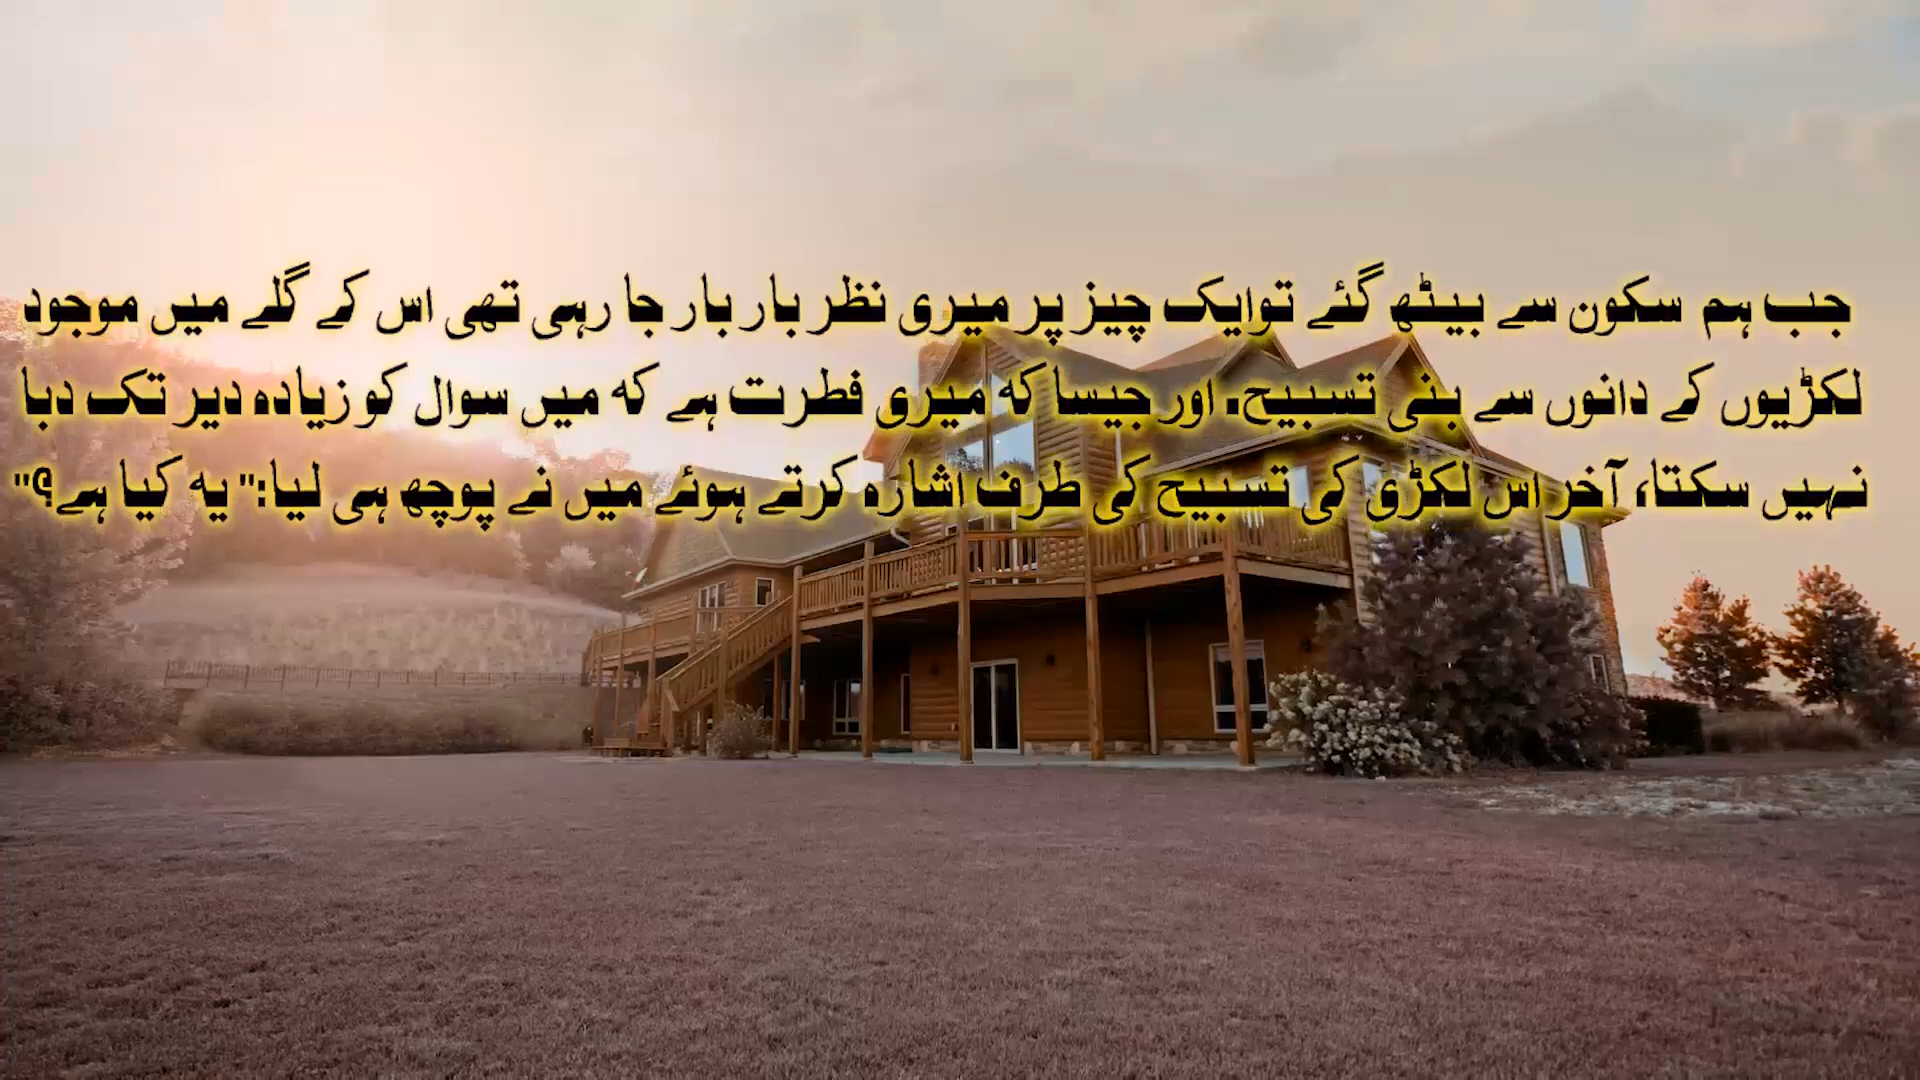 جب ہم سکون سے بیٹھ گئے توایک چیز پر میری نظر بار بار جا رہی تھی اس کے گلے میں موجود
لکڑیوں کے دانوں سے بنی تسبیح۔ اور جیسا کہ میری فطرت ہے کہ میں سوال کو زیادہ دیر تک دبا
نہیں سکتا، آخر اس لکڑی کی تسبیح کی طرف اشارہ کرتے ہوئے میں نے پوچھ ہی لیا:" یہ کیا ہے؟"